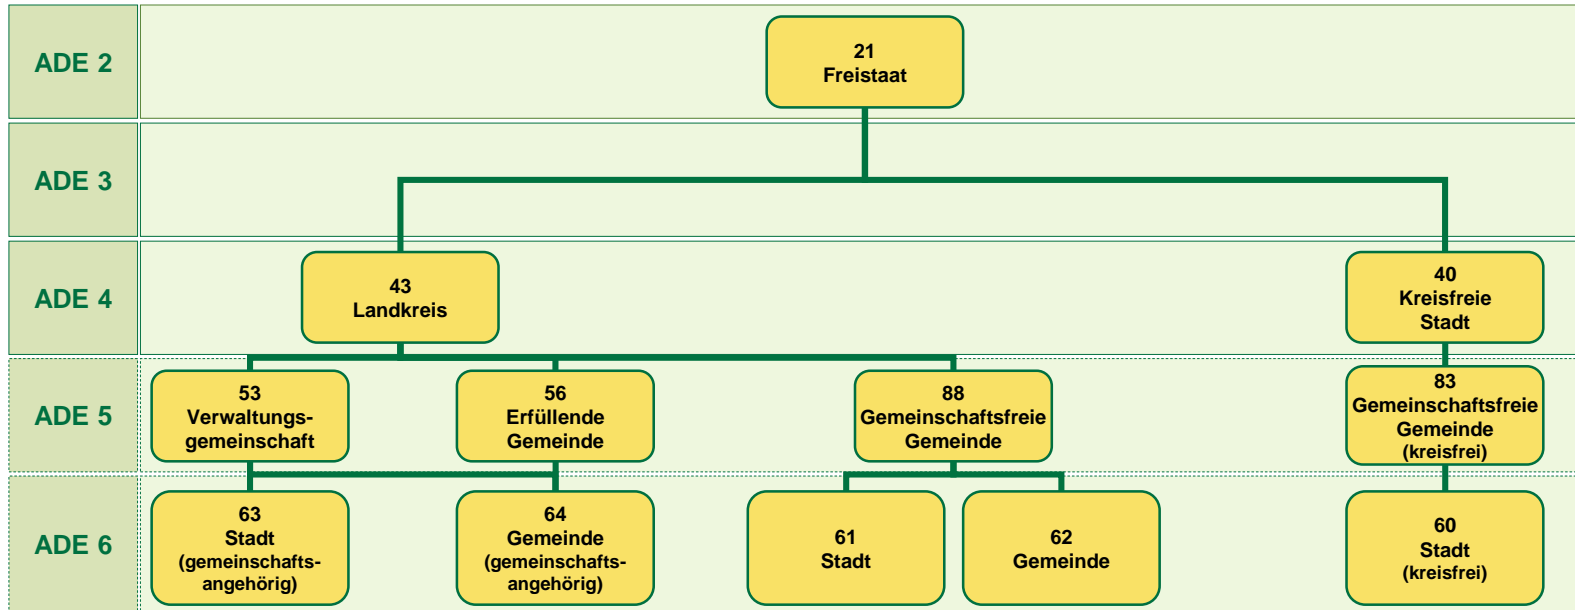 ADE 2
21
Freistaat
ADE 3
ADE 4
43
Landkreis
40
Kreisfreie
Stadt
ADE 5
53
Verwaltungs-
gemeinschaft
56
Erfüllende
Gemeinde
88
Gemeinschaftsfreie
Gemeinde
83
Gemeinschaftsfreie
Gemeinde
(kreisfrei)
ADE 6
63
Stadt
(gemeinschafts-
angehörig)
64
Gemeinde
(gemeinschafts-
angehörig)
61
Stadt
62
Gemeinde
60
Stadt
(kreisfrei)